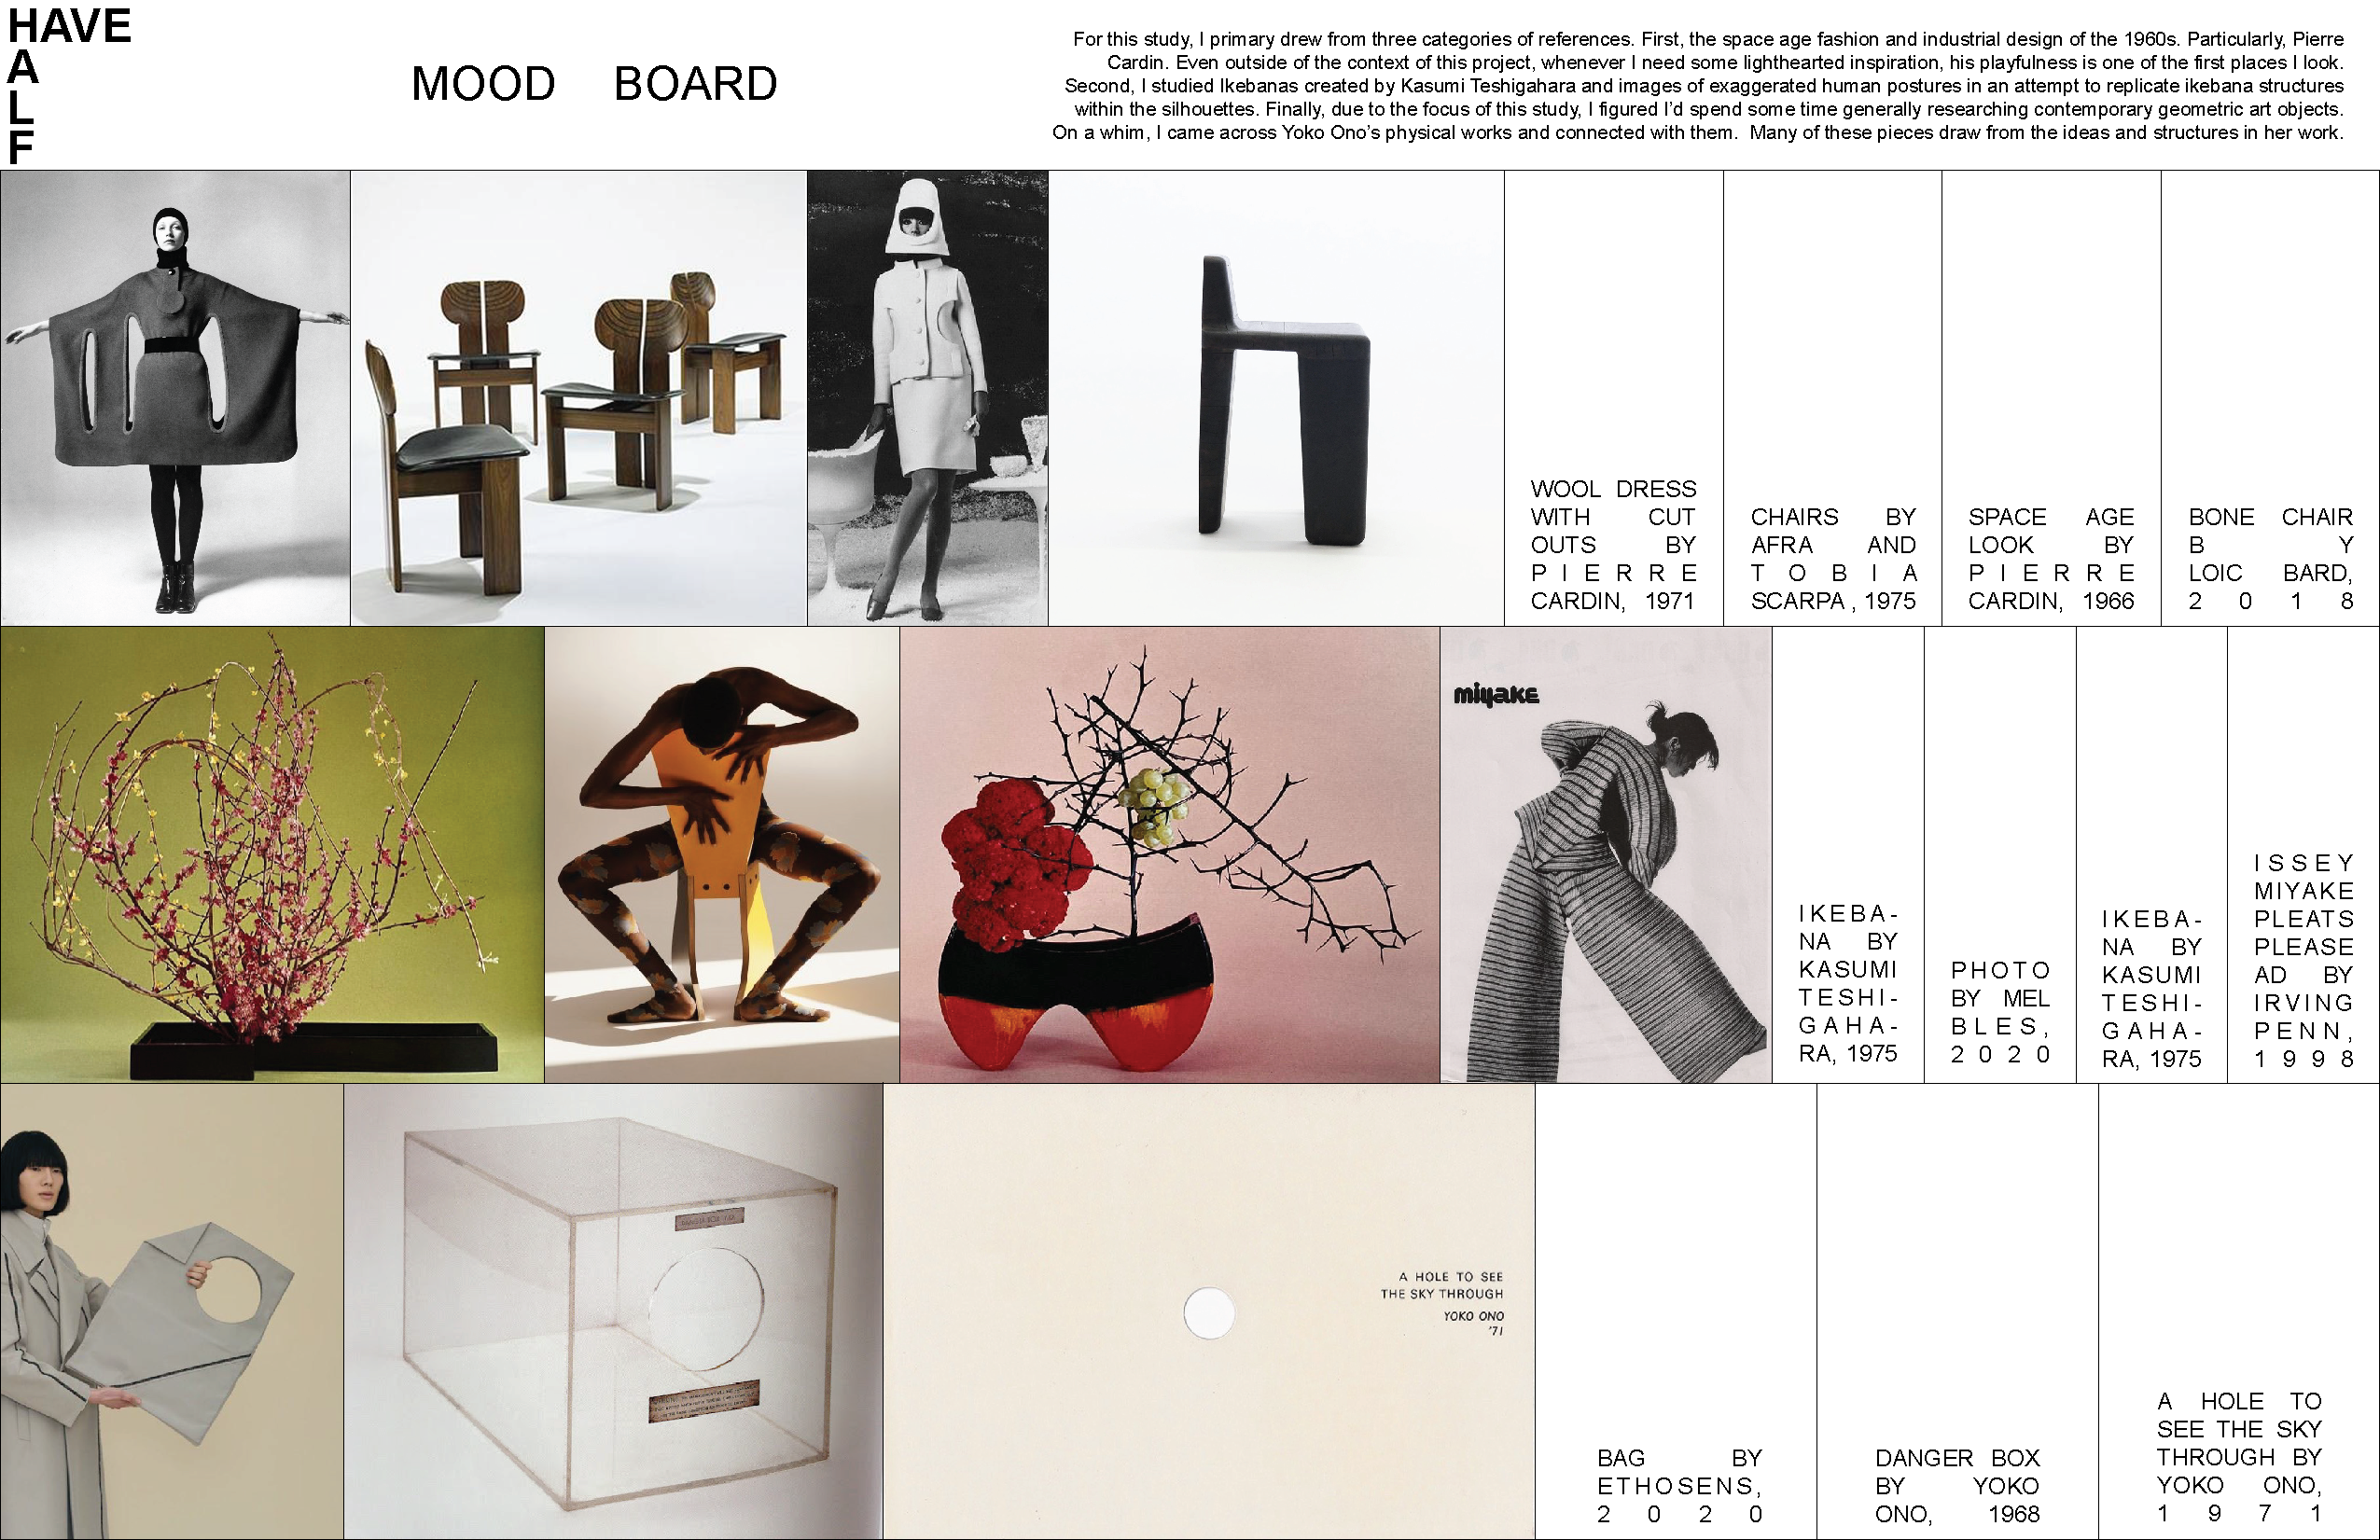 HAVE
A
L
F
MOOD BOARD
For this study, I primary drew from three categories of references. First, the space age fashion and industrial design of the 1960s. Particularly, Pierre
Cardin. Even outside of the context of this project, whenever I need some lighthearted inspiration, his playfulness is one of the first places I look.
Second, I studied Ikebanas created by Kasumi Teshigahara and images of exaggerated human postures in an attempt to replicate ikebana structures
within the silhouettes. Finally, due to the focus of this study, I figured I'd spend some time generally researching contemporary geometric art objects.
On a whim, I came across Yoko Ono's physical works and connected with them. Many of these pieces draw from the ideas and structures in her work.
WOOL DRESS
WITH CUT
OUTS BY
PIERRE
CARDIN, 1971
CHAIRS BY
AFRA AND
TOBIA
SCARPA , 1975
SPACE AGE
LOOK BY
PIERRE
CARDIN, 1966
BONE CHAIR
BY
LOIC BARD,
2018
miyake
IKEBA-
NA BY
KASUMI
TESHI-
GAHA-
RA, 1975
PHOTO
BY MEL
BLES,
2020
IKEBA-
NA BY
KASUMI
TESHI-
GAHA-
RA, 1975
ISSEY
MIYAKE
PLEATS
PLEASE
AD BY
IRVING
PENN,
1998
A HOLE TO SEE
THE SKY THROUGH
YOKO ONO
'71
BAG BY
ETHOSENS,
2020
DANGER BOX
BY YOKO
ONO, 1968
A HOLE TO
SEE THE SKY
THROUGH BY
YOKO ONO,
1971